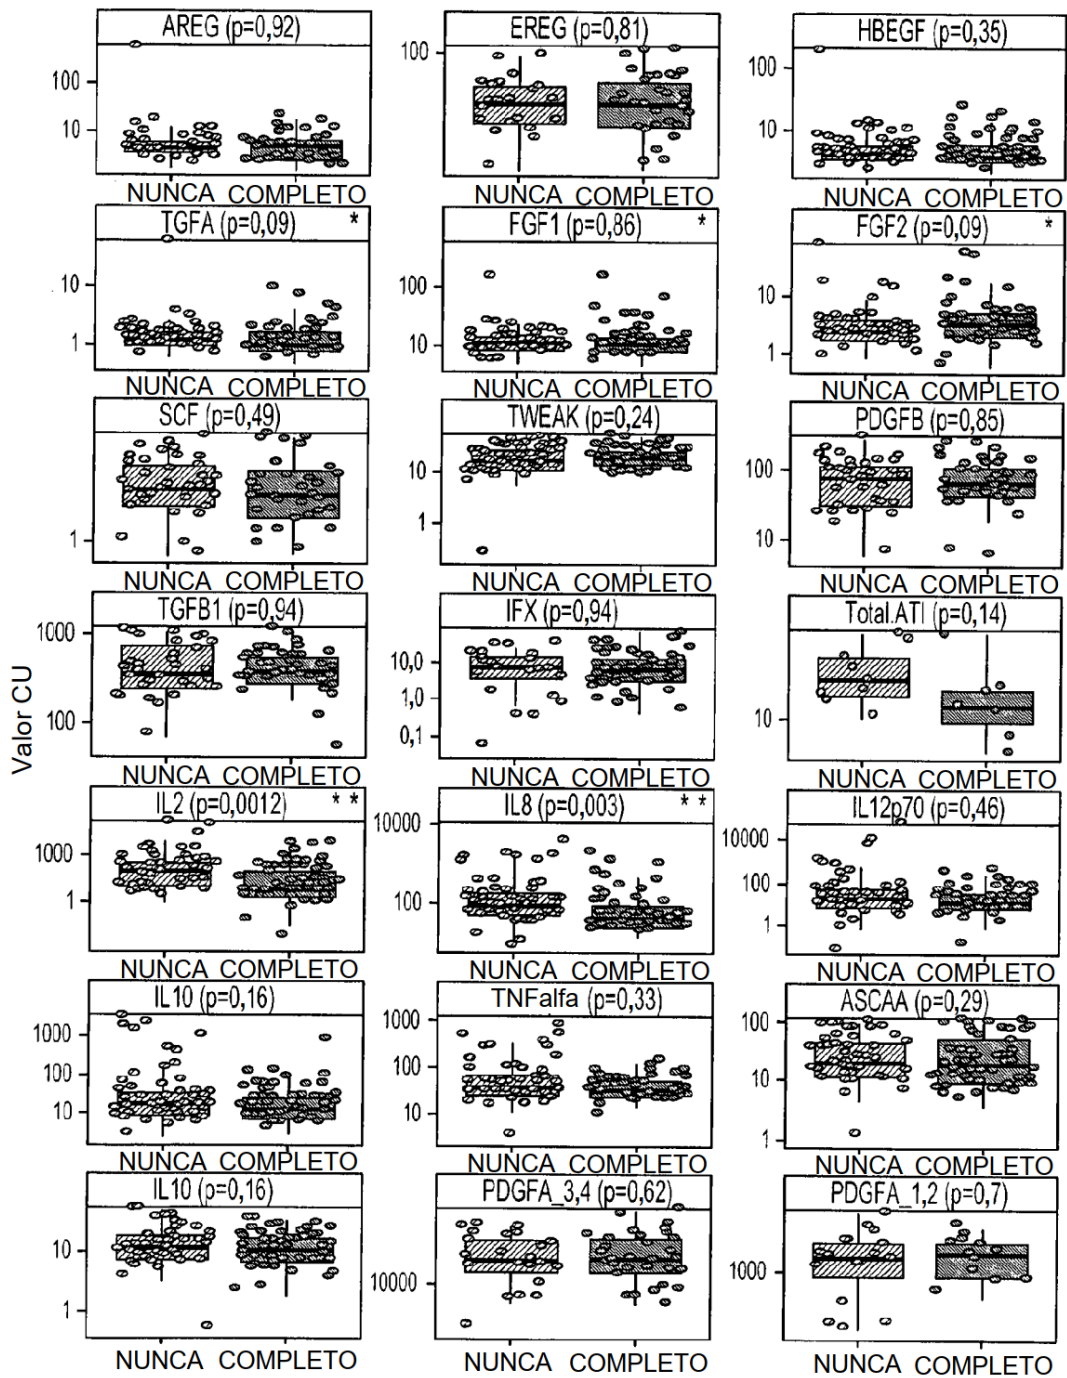 AREG (p=0,92) EREG (p=0,81) HBEGF (p=0,35)
100 100 100
10 10
NUNCA COMPLETO NUNCA COMPLETO NUNCA COMPLETO
TGFA (p=0,09) * FGF1 (p=0,86) * FGF2 (p=0,09) *
10 100 10
1 10 1
NUNCA COMPLETO NUNCA COMPLETO NUNCA COMPLETO
SCF (p=0,49) TWEAK (p=0,24) PDGFB (p=0,85)
10 100
1 1 10
NUNCA COMPLETO NUNCA COMPLETO NUNCA COMPLETO
TGFB1 (p=0,94) IFX (p=0,94) Total.ATI (p=0,14)
1000 10,0
100 1,0 10
0,1
Valor CU
NUNCA COMPLETO NUNCA COMPLETO NUNCA COMPLETO
IL2 (p=0,0012) * * IL8 (p=0,003) * * IL12p70 (p=0,46)
1000 10000 10000
1 100 100
1
NUNCA COMPLETO NUNCA COMPLETO NUNCA COMPLETO
IL10 (p=0,16) TNFalfa (p=0,33) ASCAA (p=0,29)
1000 1000 100
100 100 10
10 10 1
NUNCA COMPLETO NUNCA COMPLETO NUNCA COMPLETO
IL10 (p=0,16) PDGFA_3,4 (p=0,62) PDGFA_1,2 (p=0,7)
10 10000 1000
1
NUNCA COMPLETO NUNCA COMPLETO NUNCA COMPLETO